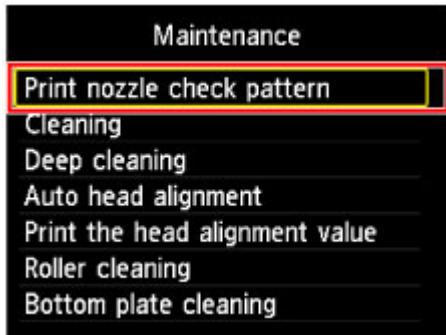 Maintenance
Print nozzle check pattern
Cleaning
Deep cleaning
Auto head alignment
Print the head alignment value
Roller cleaning
Bottom plate cleaning